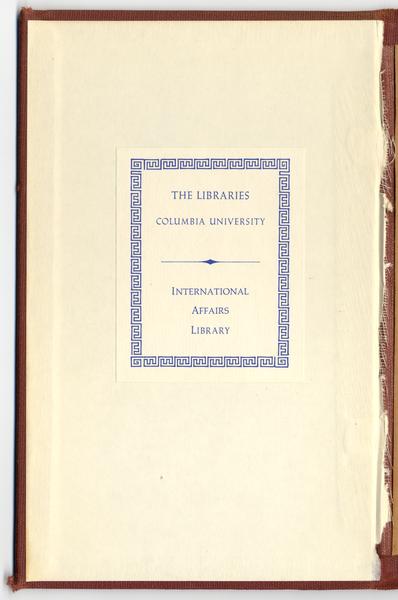 THE LIBRARIES
COLUMBIA UNIVERSITY
INTERNATIONAL
AFFAIRS
LIBRARY